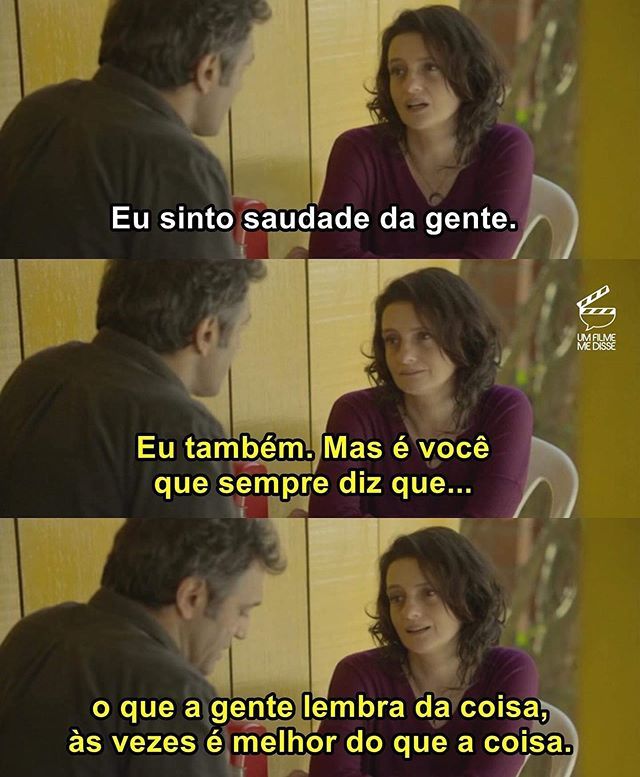 Eu sinto saudade da gente.
UM FILME
ME DISSE
Eu também. Mas é você
que sempre diz que...
o que a gente lembra da coisa,
às vezes é melhor do que a coisa.